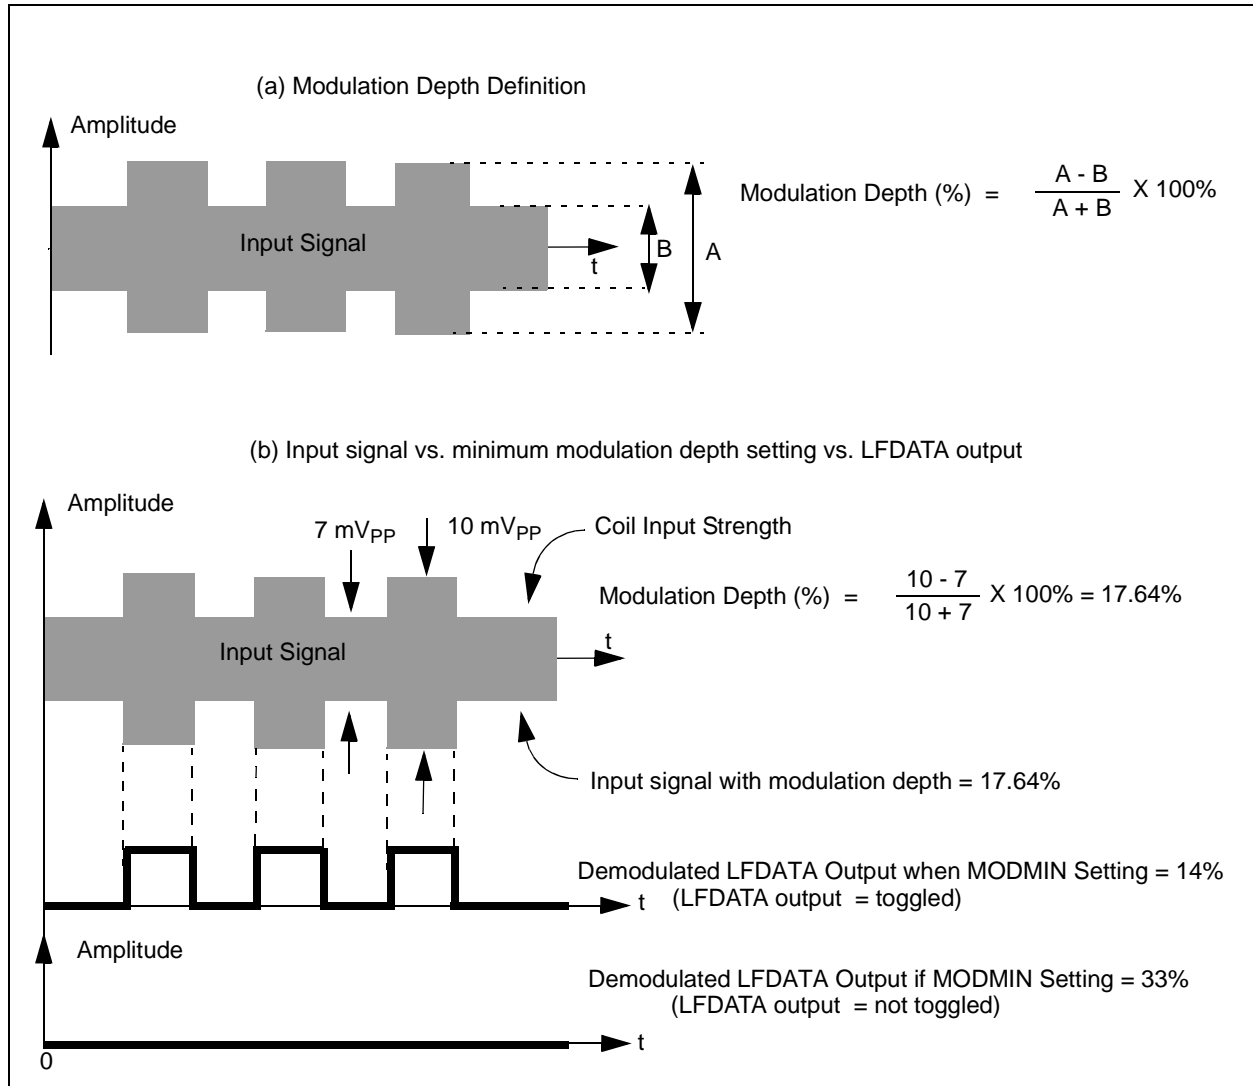 (a) Modulation Depth Definition
Amplitude
Modulation Depth (%) = A - B / A + B X 100%
Input Signal
t
B
A
(b) Input signal vs. minimum modulation depth setting vs. LFDATA output
Amplitude
7 mVPP
10 mVPP
Coil Input Strength
Modulation Depth (%) = 10 - 7 / 10 + 7 X 100% = 17.64%
Input Signal
t
Input signal with modulation depth = 17.64%
Demodulated LFDATA Output when MODMIN Setting = 14%
(LFDATA output = toggled)
t
Amplitude
Demodulated LFDATA Output if MODMIN Setting = 33%
(LFDATA output = not toggled)
t
0